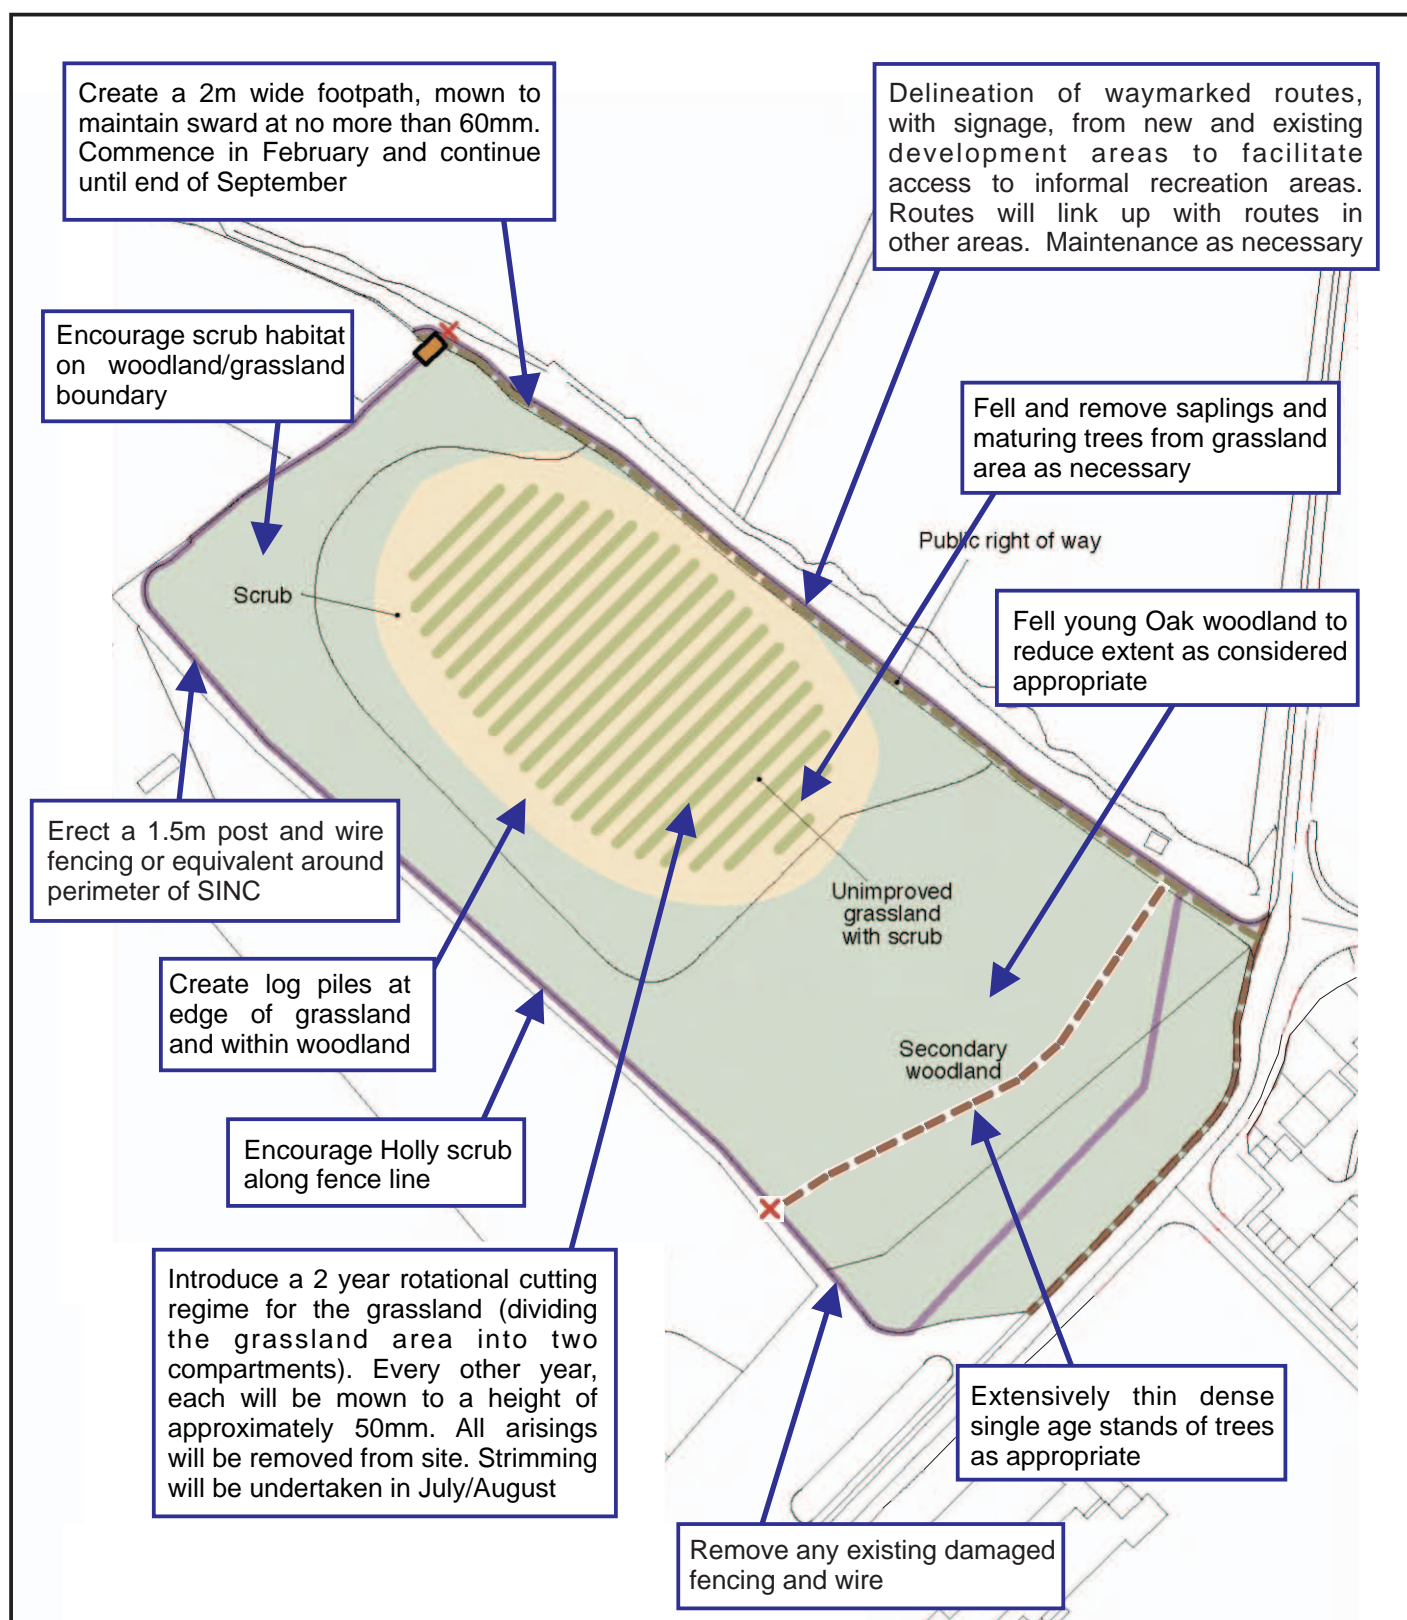 Create a 2m wide footpath, mown to
maintain sward at no more than 60mm.
Commence in February and continue
until end of September
Delineation of waymarked routes,
with signage, from new and existing
development areas to facilitate
access to informal recreation areas.
Routes will link up with routes in
other areas. Maintenance as necessary
Encourage scrub habitat
on woodland/grassland
boundary
Fell and remove saplings and
maturing trees from grassland
area as necessary
Public right of way
Scrub
Fell young Oak woodland to
reduce extent as considered
appropriate
Erect a 1.5m post and wire
fencing or equivalent around
perimeter of SINC
Unimproved
grassland
with scrub
Create log piles at
edge of grassland
and within woodland
Secondary
woodland
Encourage Holly scrub
along fence line
Introduce a 2 year rotational cutting
regime for the grassland (dividing
the grassland area into two
compartments). Every other year,
each will be mown to a height of
approximately 50mm. All arisings
will be removed from site. Strimming
will be undertaken in July/August
Extensively thin dense
single age stands of trees
as appropriate
Remove any existing damaged
fencing and wire